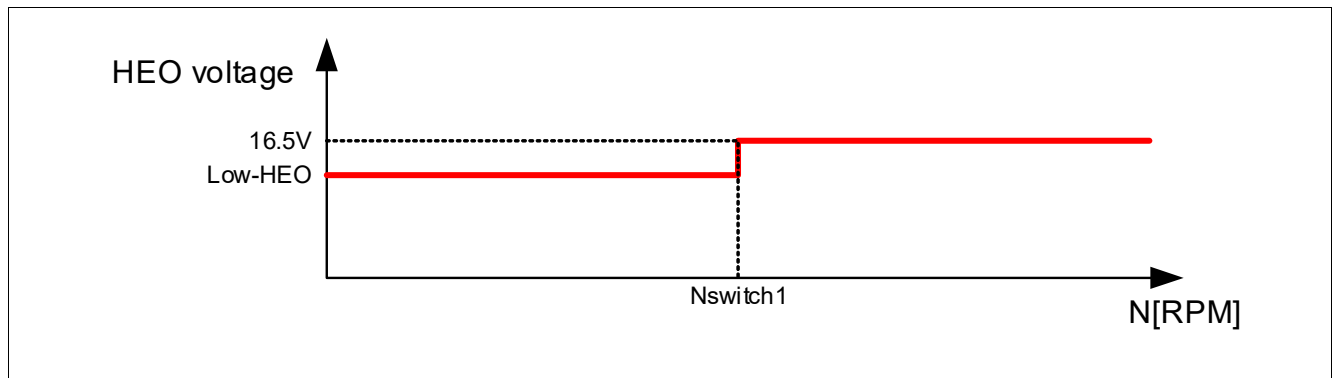 HEO voltage
16.5V
Low-HEO
Nswitch1
N[RPM]